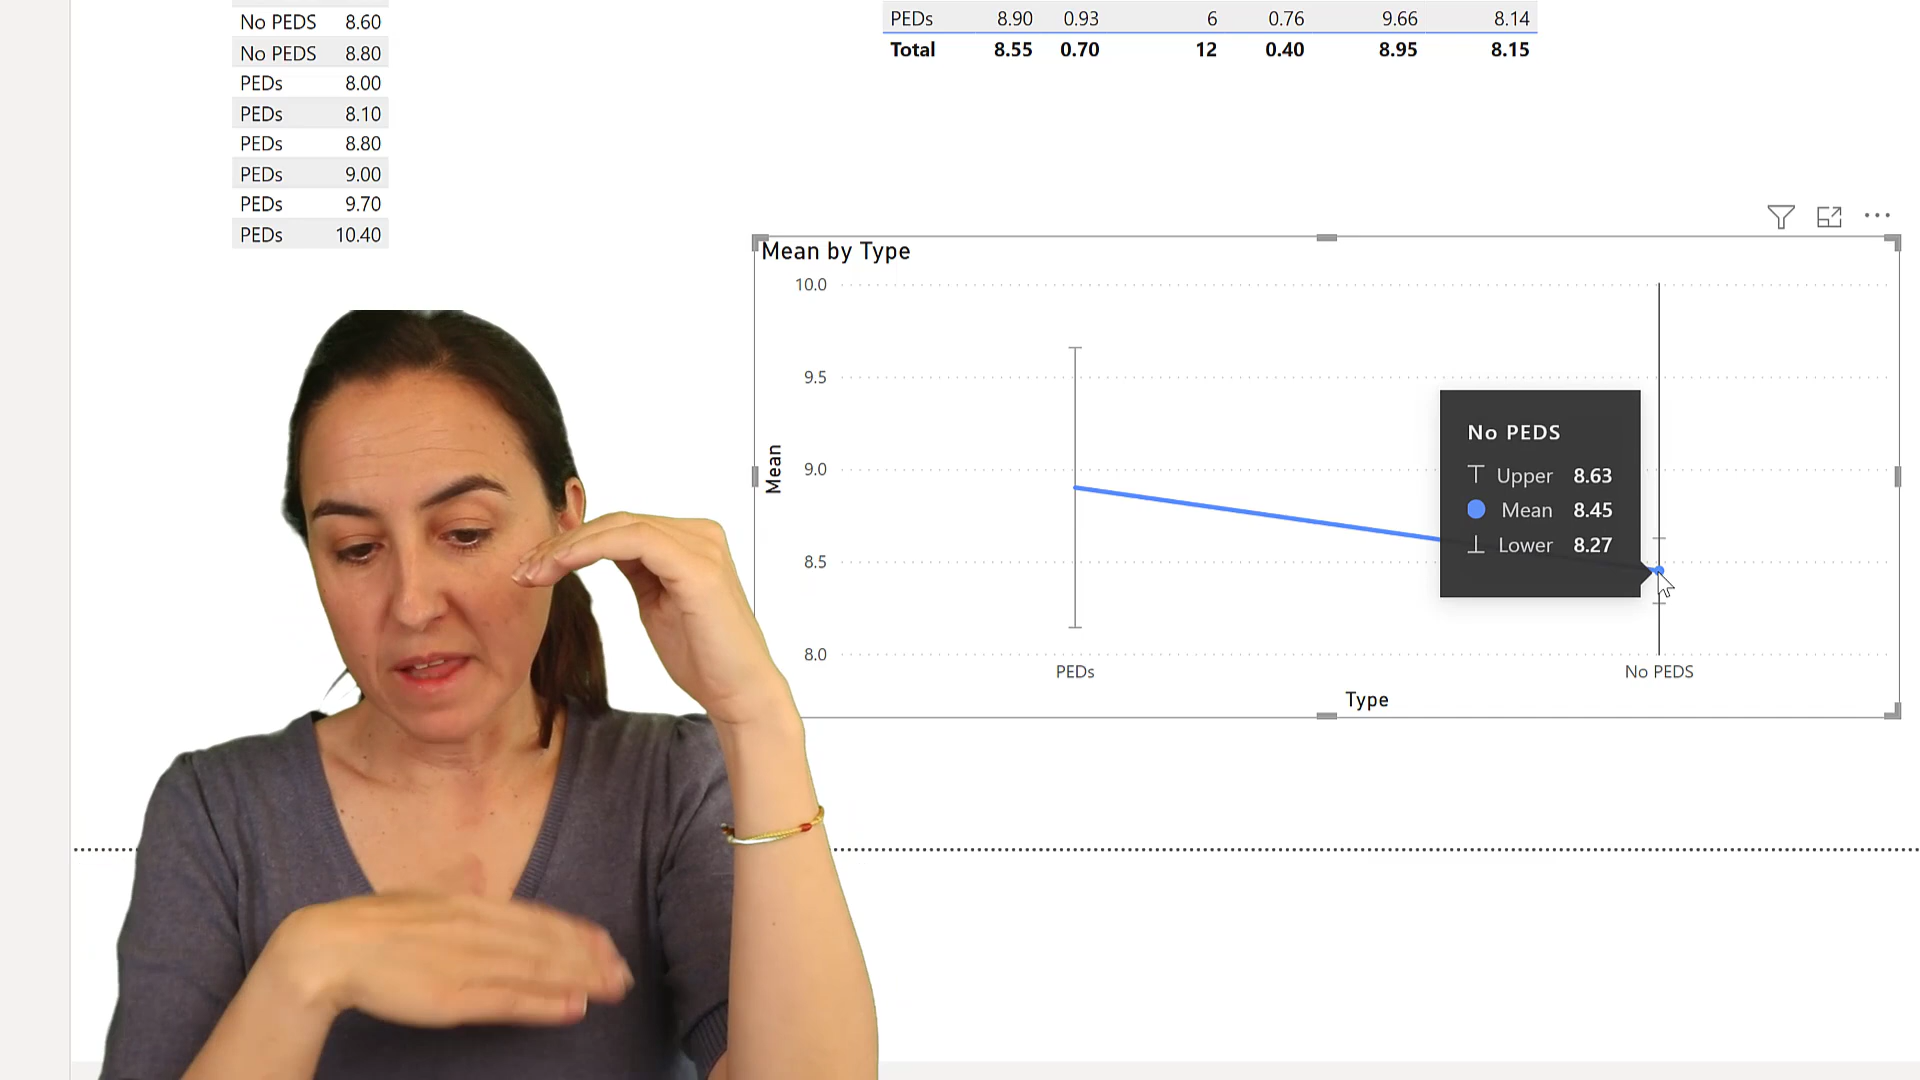 No PEDS 8.60
No PEDS 8.80
PEDs 8.00
PEDs 8.10
PEDs 8.80
PEDs 9.00
PEDs 9.70
PEDs 10.40
PEDs 8.90 0.93 6 0.76 9.66 8.14
Total 8.55 0.70 12 0.40 8.95 8.15
Mean by Type
10.0
9.5
9.0
8.5
8.0
Mean
No PEDS
Upper 8.63
Mean 8.45
Lower 8.27
PEDs No PEDS
Type